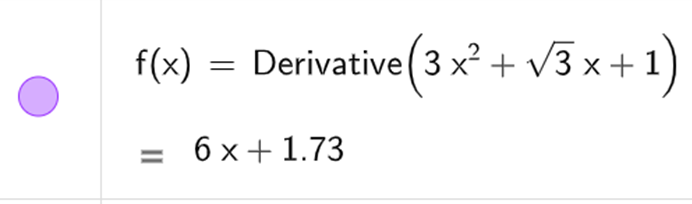 f(x) = Derivative(3 x² + √3 x + 1)
= 6 x + 1.73